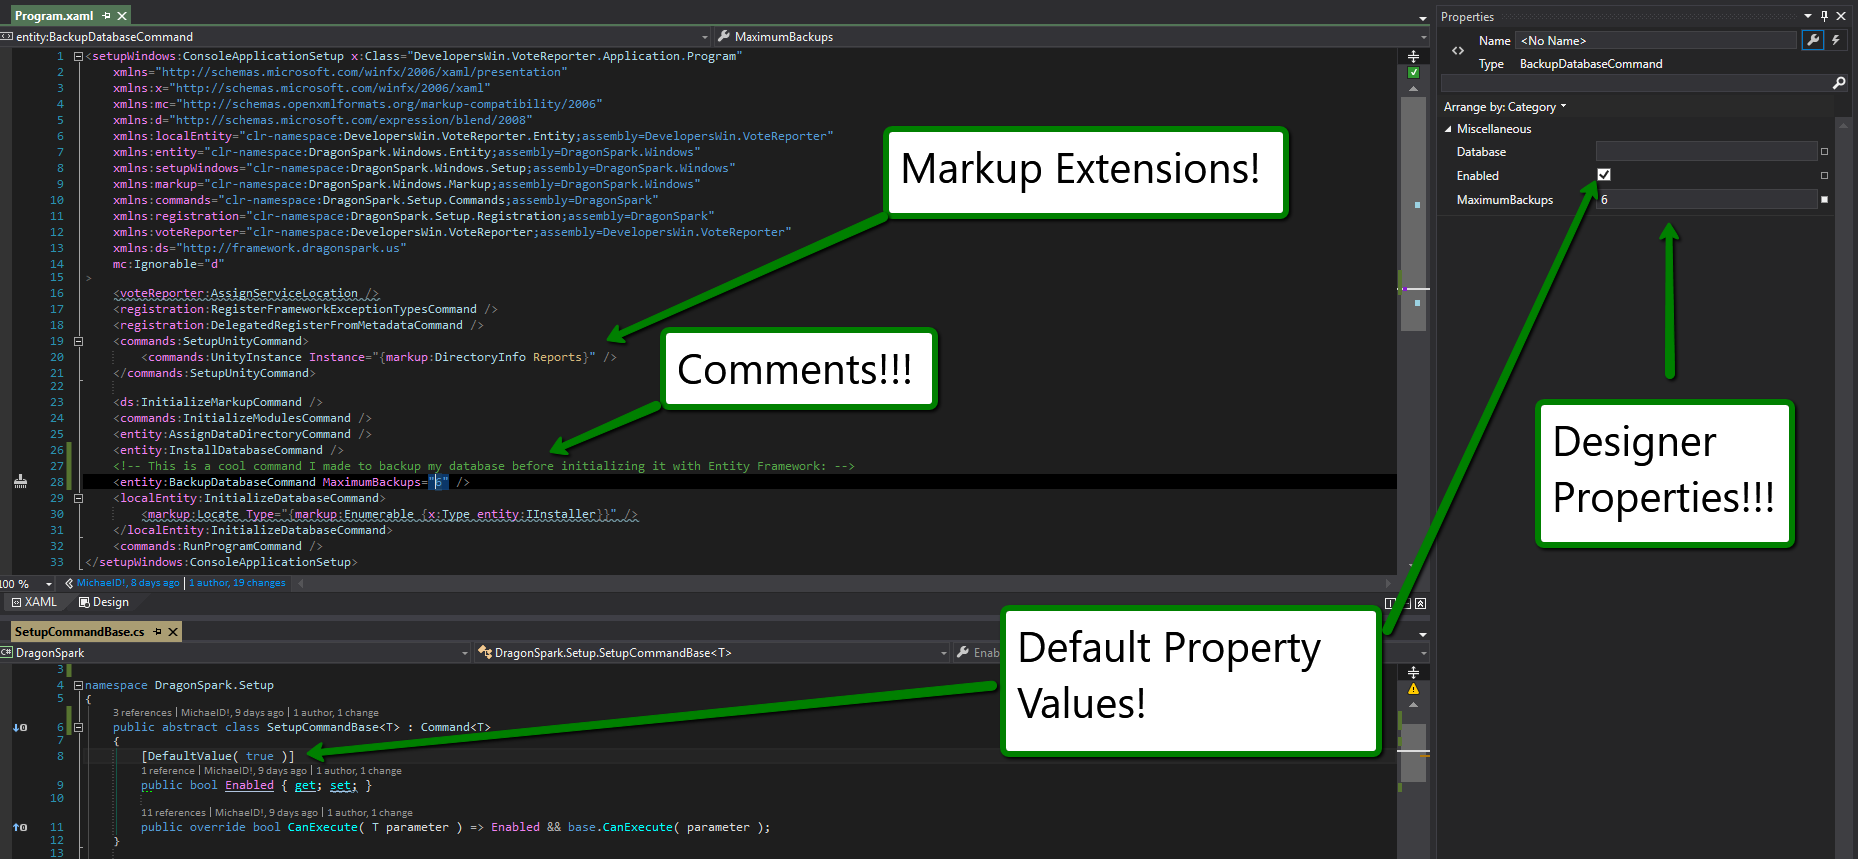 Program.xaml
entity:BackupDatabaseCommand
MaximumBackups
1 <setupWindows:ConsoleApplicationSetup x:Class="DevelopersWin.VoteReporter.Application.Program"
2 xmlns="http://schemas.microsoft.com/winfx/2006/xaml/presentation"
3 xmlns:x="http://schemas.microsoft.com/winfx/2006/xaml"
4 xmlns:mc="http://schemas.openxmlformats.org/markup-compatibility/2006"
5 xmlns:d="http://schemas.microsoft.com/expression/blend/2008"
6 xmlns:localEntity="clr-namespace:DevelopersWin.VoteReporter.Entity;assembly=DevelopersWin.VoteReporter"
7 xmlns:entity="clr-namespace:DragonSpark.Windows.Entity;assembly=DragonSpark.Windows"
8 xmlns:setupWindows="clr-namespace:DragonSpark.Windows.Setup;assembly=DragonSpark.Windows"
9 xmlns:markup="clr-namespace:DragonSpark.Windows.Markup;assembly=DragonSpark.Windows"
10 xmlns:commands="clr-namespace:DragonSpark.Setup.Commands;assembly=DragonSpark"
11 xmlns:registration="clr-namespace:DragonSpark.Setup.Registration;assembly=DragonSpark"
12 xmlns:voteReporter="clr-namespace:DevelopersWin.VoteReporter;assembly=DevelopersWin.VoteReporter"
13 xmlns:ds="http://framework.dragonspark.us"
14 mc:Ignorable="d"
15 >
16 <voteReporter:AssignServiceLocation />
17 <registration:RegisterFrameworkExceptionTypesCommand />
18 <registration:DelegatedRegisterFromMetadataCommand />
19 <commands:SetupUnityCommand>
20 <commands:UnityInstance Instance="{markup:DirectoryInfo Reports}" />
21 </commands:SetupUnityCommand>
22
23 <ds:InitializeMarkupCommand />
24 <commands:InitializeModulesCommand />
25 <entity:AssignDataDirectoryCommand />
26 <entity:InstallDatabaseCommand />
27 <!-- This is a cool command I made to backup my database before initializing it with Entity Framework: -->
28 <entity:BackupDatabaseCommand MaximumBackups="6" />
29 <localEntity:InitializeDatabaseCommand>
30 <markup:Locate Type="{markup:Enumerable {x:Type entity:IInstaller}}" />
31 </localEntity:InitializeDatabaseCommand>
32 <commands:RunProgramCommand />
33 </setupWindows:ConsoleApplicationSetup>
100 %
MichaelD!, 8 days ago | 1 author, 19 changes
XAML
Design
Markup Extensions!
Comments!!!
Properties
Name <No Name>
Type BackupDatabaseCommand
Arrange by: Category
Miscellaneous
Database
Enabled
MaximumBackups 6
Designer
Properties!!!
Default Property
Values!
SetupCommandBase.cs
C# DragonSpark
DragonSpark.Setup.SetupCommandBase<T>
Enab
3
4 namespace DragonSpark.Setup
5 {
3 references | MichaelD!, 9 days ago | 1 author, 1 change
6 public abstract class SetupCommandBase<T> : Command<T>
7 {
8 [DefaultValue( true )]
1 reference | MichaelD!, 9 days ago | 1 author, 1 change
9 public bool Enabled { get; set; }
10
11 references | MichaelD!, 9 days ago | 1 author, 1 change
11 public override bool CanExecute( T parameter ) => Enabled && base.CanExecute( parameter );
12 }
13